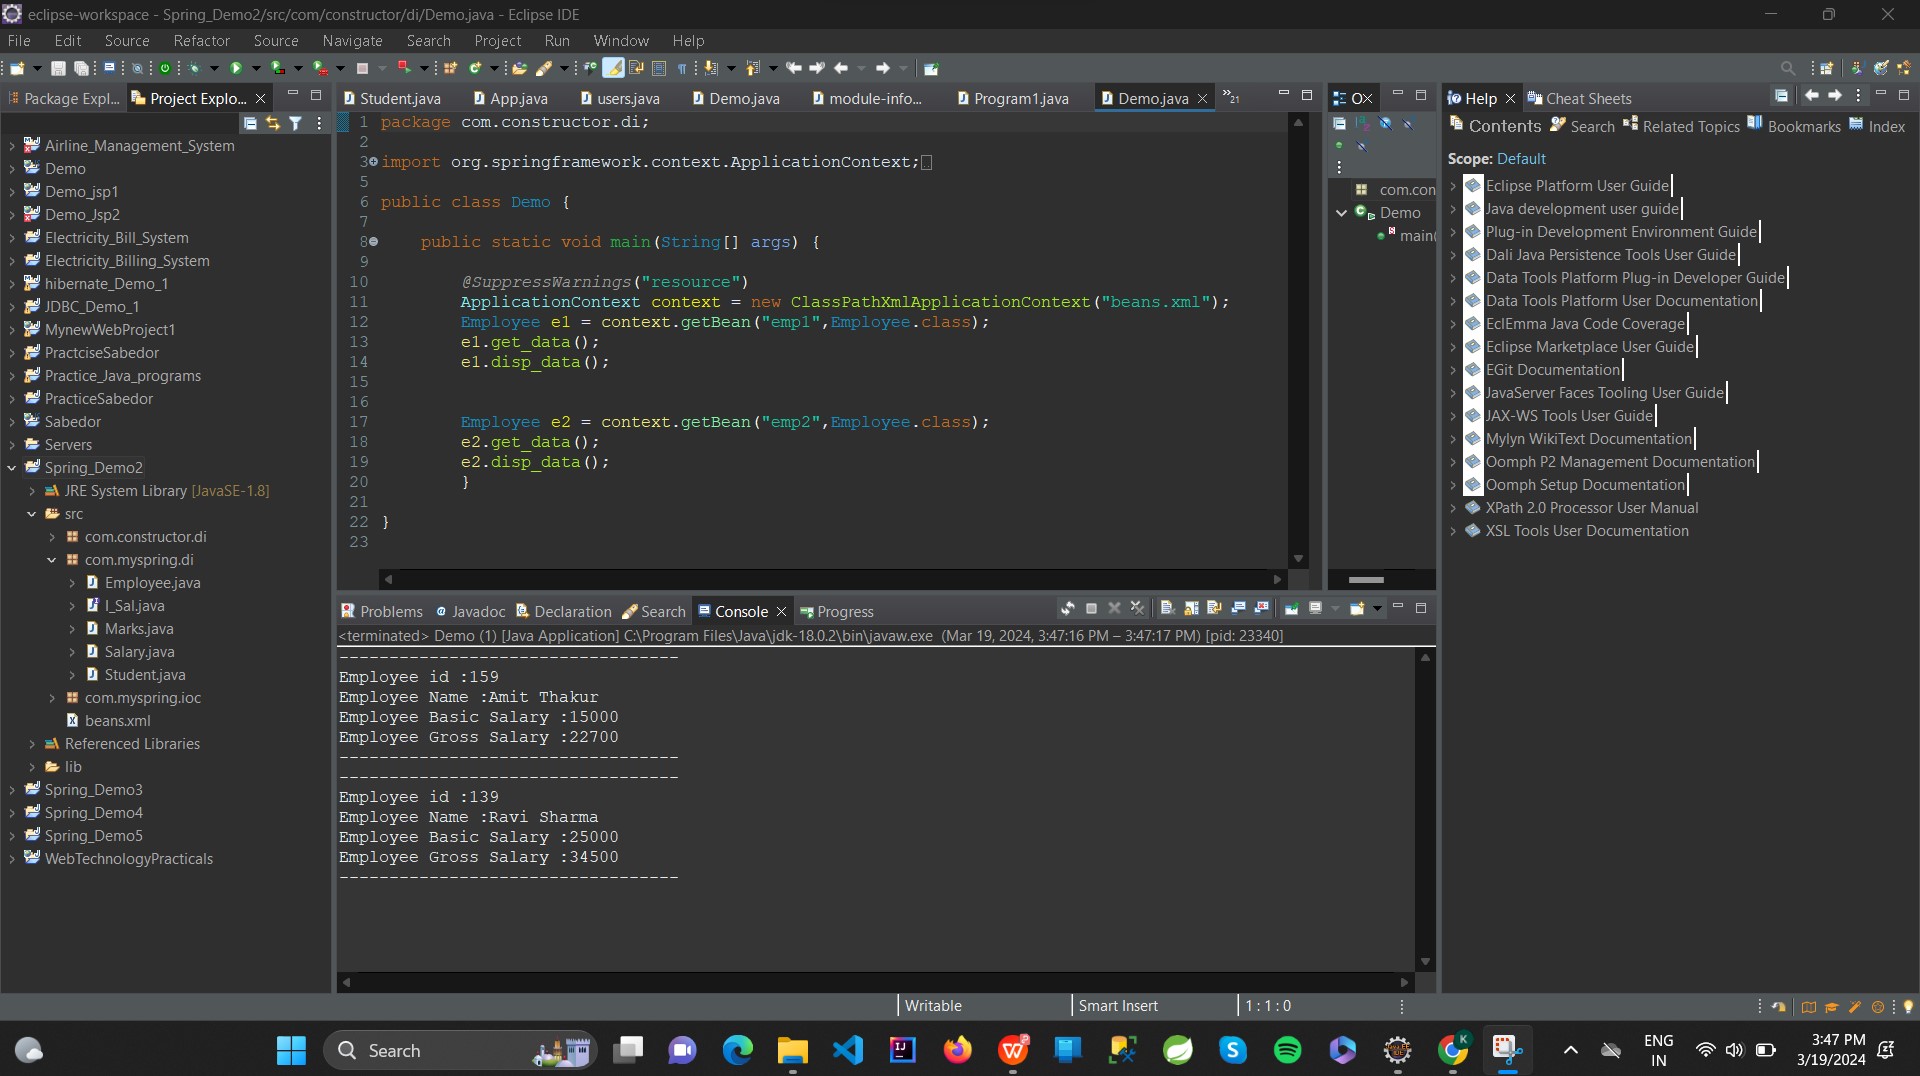 eclipse-workspace - Spring_Demo2/src/com/constructor/di/Demo.java - Eclipse IDE
File Edit Source Refactor Source Navigate Search Project Run Window Help
Package Expl... Project Explo...
Airline_Management_System
Demo
Demo_jsp1
Demo_Jsp2
Electricity_Bill_System
Electricity_Billing_System
hibernate_Demo_1
JDBC_Demo_1
MynewWebProject1
PractciseSabedor
Practice_Java_programs
PracticeSabedor
Sabedor
Servers
Spring_Demo2
JRE System Library [JavaSE-1.8]
src
com.constructor.di
com.myspring.di
Employee.java
I_Sal.java
Marks.java
Salary.java
Student.java
com.myspring.ioc
beans.xml
Referenced Libraries
lib
Spring_Demo3
Spring_Demo4
Spring_Demo5
WebTechnologyPracticals
Student.java App.java users.java Demo.java module-info... Program1.java Demo.java »21
1 package com.constructor.di;
2
3 import org.springframework.context.ApplicationContext;
5
6 public class Demo {
7
8 public static void main(String[] args) {
9
10 @SuppressWarnings("resource")
11 ApplicationContext context = new ClassPathXmlApplicationContext("beans.xml");
12 Employee e1 = context.getBean("emp1",Employee.class);
13 e1.get_data();
14 e1.disp_data();
15
16
17 Employee e2 = context.getBean("emp2",Employee.class);
18 e2.get_data();
19 e2.disp_data();
20 }
21
22 }
23
com.con
Demo
main(
Problems Javadoc Declaration Search Console Progress
<terminated> Demo (1) [Java Application] C:\Program Files\Java\jdk-18.0.2\bin\javaw.exe (Mar 19, 2024, 3:47:16 PM – 3:47:17 PM) [pid: 23340]
----------------------------------
Employee id :159
Employee Name :Amit Thakur
Employee Basic Salary :15000
Employee Gross Salary :22700
----------------------------------
----------------------------------
Employee id :139
Employee Name :Ravi Sharma
Employee Basic Salary :25000
Employee Gross Salary :34500
----------------------------------
Help Cheat Sheets
Contents Search Related Topics Bookmarks Index
Scope: Default
Eclipse Platform User Guide
Java development user guide
Plug-in Development Environment Guide
Dali Java Persistence Tools User Guide
Data Tools Platform Plug-in Developer Guide
Data Tools Platform User Documentation
EclEmma Java Code Coverage
Eclipse Marketplace User Guide
EGit Documentation
JavaServer Faces Tooling User Guide
JAX-WS Tools User Guide
Mylyn WikiText Documentation
Oomph P2 Management Documentation
Oomph Setup Documentation
XPath 2.0 Processor User Manual
XSL Tools User Documentation
Writable Smart Insert 1 : 1 : 0
Search
ENG
IN
3:47 PM
3/19/2024